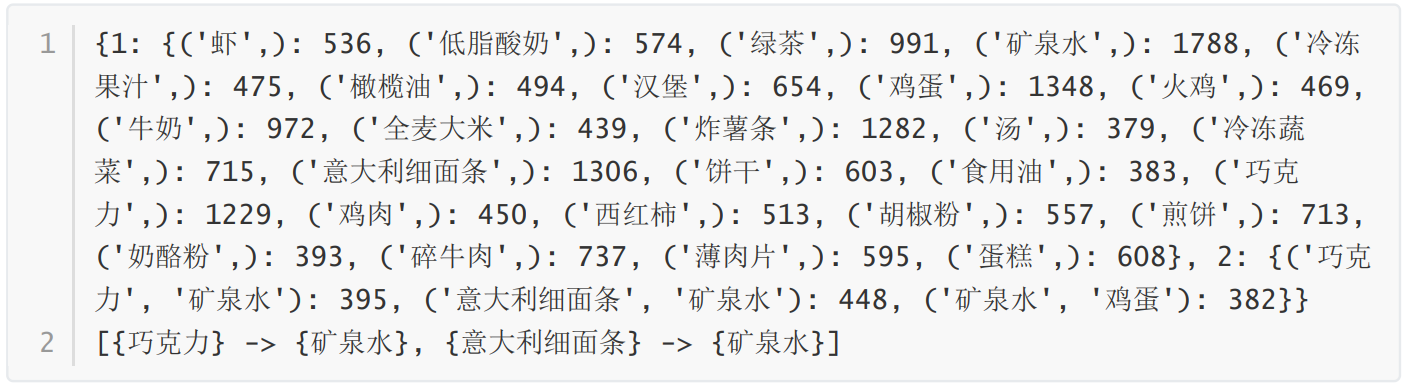 1 {1: {('虾',): 536, ('低脂酸奶',): 574, ('绿茶',): 991, ('矿泉水',): 1788, ('冷冻
果汁',): 475, ('橄榄油',): 494, ('汉堡',): 654, ('鸡蛋',): 1348, ('火鸡',): 469,
('牛奶',): 972, ('全麦大米',): 439, ('炸薯条',): 1282, ('汤',): 379, ('冷冻蔬
菜',): 715, ('意大利细面条',): 1306, ('饼干',): 603, ('食用油',): 383, ('巧克
力',): 1229, ('鸡肉',): 450, ('西红柿',): 513, ('胡椒粉',): 557, ('煎饼',): 713,
('奶酪粉',): 393, ('碎牛肉',): 737, ('薄肉片',): 595, ('蛋糕',): 608}, 2: {('巧克
力', '矿泉水'): 395, ('意大利细面条', '矿泉水'): 448, ('矿泉水', '鸡蛋'): 382}}
2 [{巧克力} -> {矿泉水}, {意大利细面条} -> {矿泉水}]